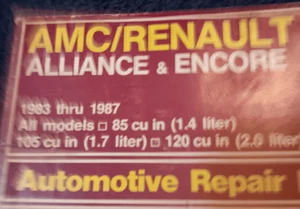 AMC/RENAULT
ALLIANCE & ENCORE
1983 thru 1987
All models □ 85 cu in (1.4 liter)
105 cu in (1.7 liter) □ 120 cu in (2.0 liter
Automotive Repair